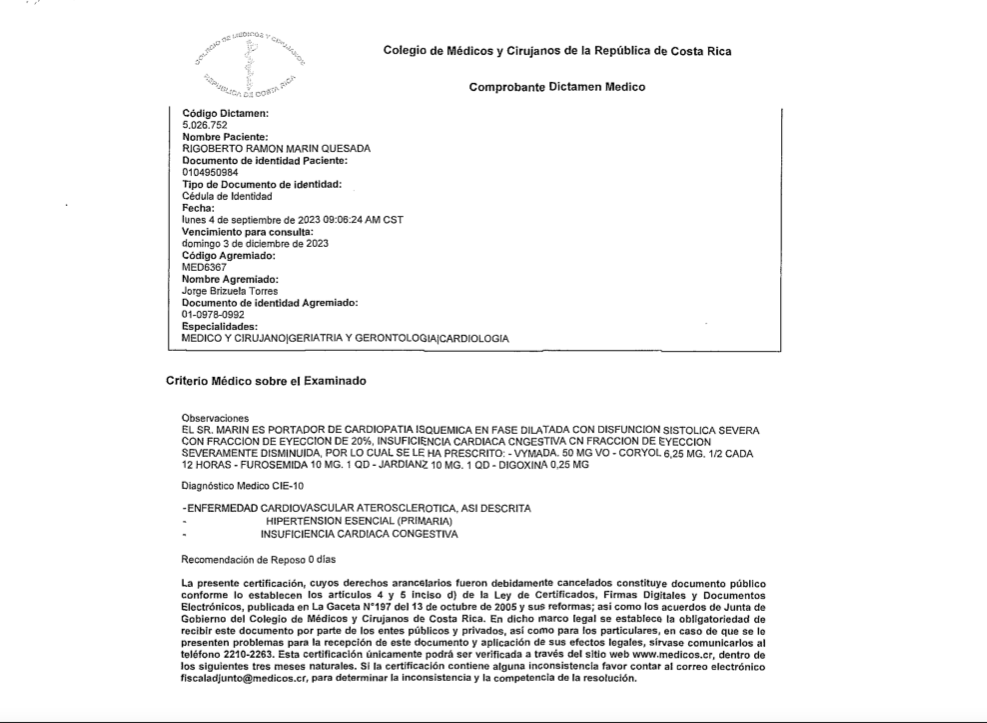 COLEGIO DE MEDICOS Y CIRUJANOS
REPUBLICA DE COSTA RICA
Colegio de Médicos y Cirujanos de la República de Costa Rica
Comprobante Dictamen Medico
Código Dictamen:
5.026.752
Nombre Paciente:
RIGOBERTO RAMON MARIN QUESADA
Documento de identidad Paciente:
0104950984
Tipo de Documento de identidad:
Cédula de Identidad
Fecha:
lunes 4 de septiembre de 2023 09:06:24 AM CST
Vencimiento para consulta:
domingo 3 de diciembre de 2023
Código Agremiado:
MED6367
Nombre Agremiado:
Jorge Brizuela Torres
Documento de identidad Agremiado:
01-0978-0992
Especialidades:
MEDICO Y CIRUJANO|GERIATRIA Y GERONTOLOGIA|CARDIOLOGIA
Criterio Médico sobre el Examinado
Observaciones
EL SR. MARIN ES PORTADOR DE CARDIOPATIA ISQUEMICA EN FASE DILATADA CON DISFUNCION SISTOLICA SEVERA
CON FRACCION DE EYECCION DE 20%, INSUFICIENCIA CARDIACA CNGESTIVA CN FRACCION DE EYECCION
SEVERAMENTE DISMINUIDA, POR LO CUAL SE LE HA PRESCRITO: - VYMADA. 50 MG VO - CORYOL 6,25 MG. 1/2 CADA
12 HORAS - FUROSEMIDA 10 MG. 1 QD - JARDIANZ 10 MG. 1 QD - DIGOXINA 0,25 MG
Diagnóstico Medico CIE-10
-ENFERMEDAD CARDIOVASCULAR ATEROSCLEROTICA, ASI DESCRITA
- HIPERTENSION ESENCIAL (PRIMARIA)
- INSUFICIENCIA CARDIACA CONGESTIVA
Recomendación de Reposo 0 días
La presente certificación, cuyos derechos arancelarios fueron debidamente cancelados constituye documento público
conforme lo establecen los artículos 4 y 5 inciso d) de la Ley de Certificados, Firmas Digitales y Documentos
Electrónicos, publicada en La Gaceta N°197 del 13 de octubre de 2005 y sus reformas; asi como los acuerdos de Junta de
Gobierno del Colegio de Médicos y Cirujanos de Costa Rica. En dicho marco legal se establece la obligatoriedad de
recibir este documento por parte de los entes públicos y privados, asi como para los particulares, en caso de que se le
presenten problemas para la recepción de este documento y aplicación de sus efectos legales, sírvase comunicarlos al
teléfono 2210-2263. Esta certificación únicamente podrá ser verificada a través del sitio web www.medicos.cr, dentro de
los siguientes tres meses naturales. Si la certificación contiene alguna inconsistencia favor contar al correo electrónico
fiscaladjunto@medicos.cr, para determinar la inconsistencia y la competencia de la resolución.